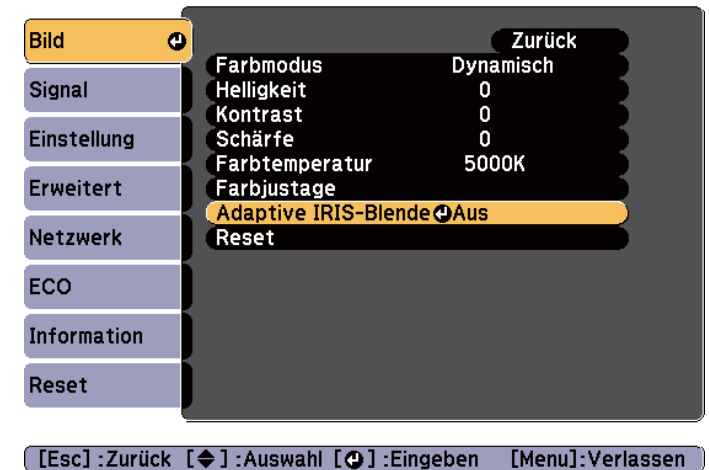 Bild
Signal
Einstellung
Erweitert
Netzwerk
ECO
Information
Reset
Zurück
Farbmodus Dynamisch
Helligkeit 0
Kontrast 0
Schärfe 0
Farbtemperatur 5000K
Farbjustage
Adaptive IRIS-Blende Aus
Reset
[Esc] :Zurück [ ] :Auswahl [ ] :Eingeben [Menu]:Verlassen